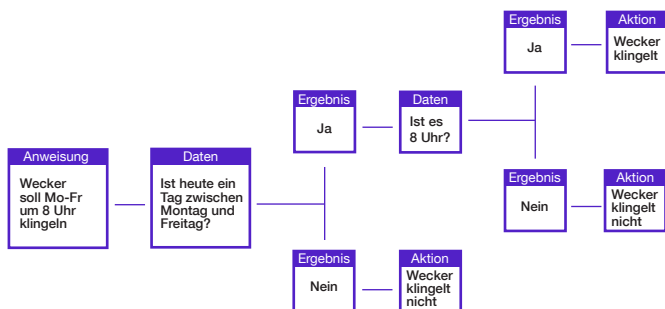 Anweisung
Wecker
soll Mo-Fr
um 8 Uhr
klingeln
Daten
Ist heute ein
Tag zwischen
Montag und
Freitag?
Ergebnis
Ja
Daten
Ist es
8 Uhr?
Ergebnis
Ja
Aktion
Wecker
klingelt
Ergebnis
Nein
Aktion
Wecker
klingelt
nicht
Ergebnis
Nein
Aktion
Wecker
klingelt
nicht